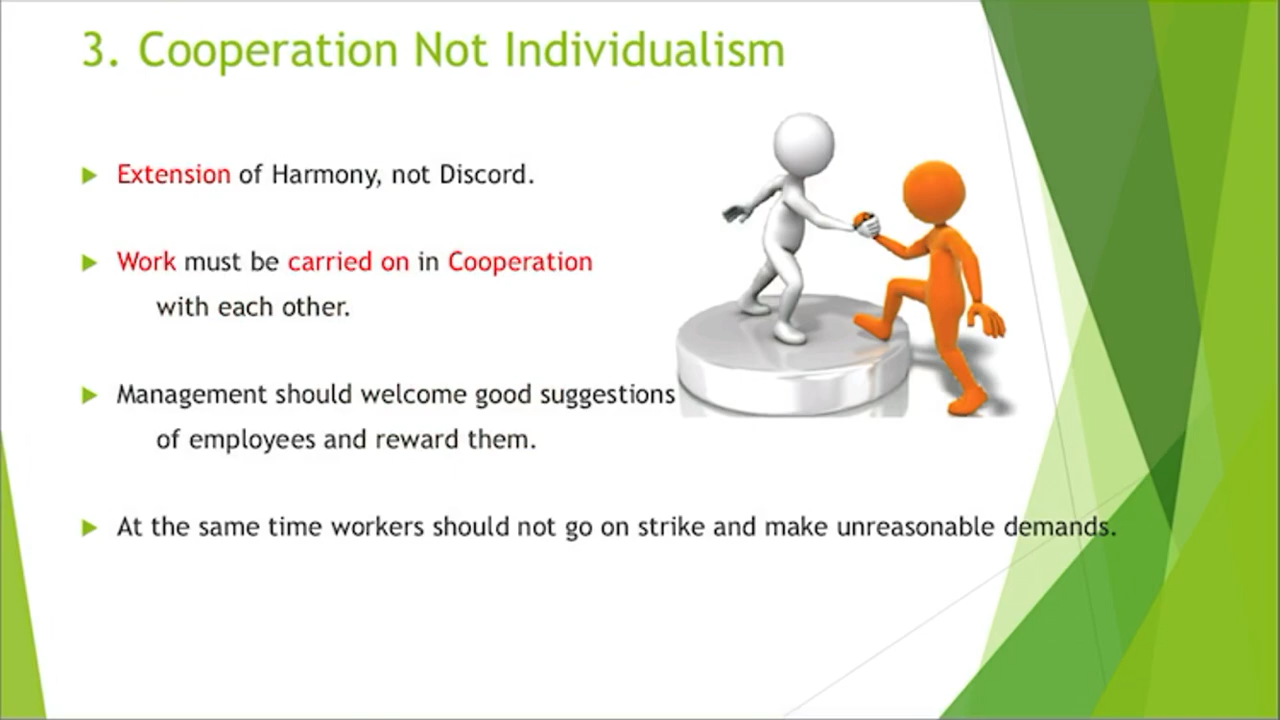 3. Cooperation Not Individualism
Extension of Harmony, not Discord.
Work must be carried on in Cooperation
with each other.
Management should welcome good suggestions
of employees and reward them.
At the same time workers should not go on strike and make unreasonable demands.